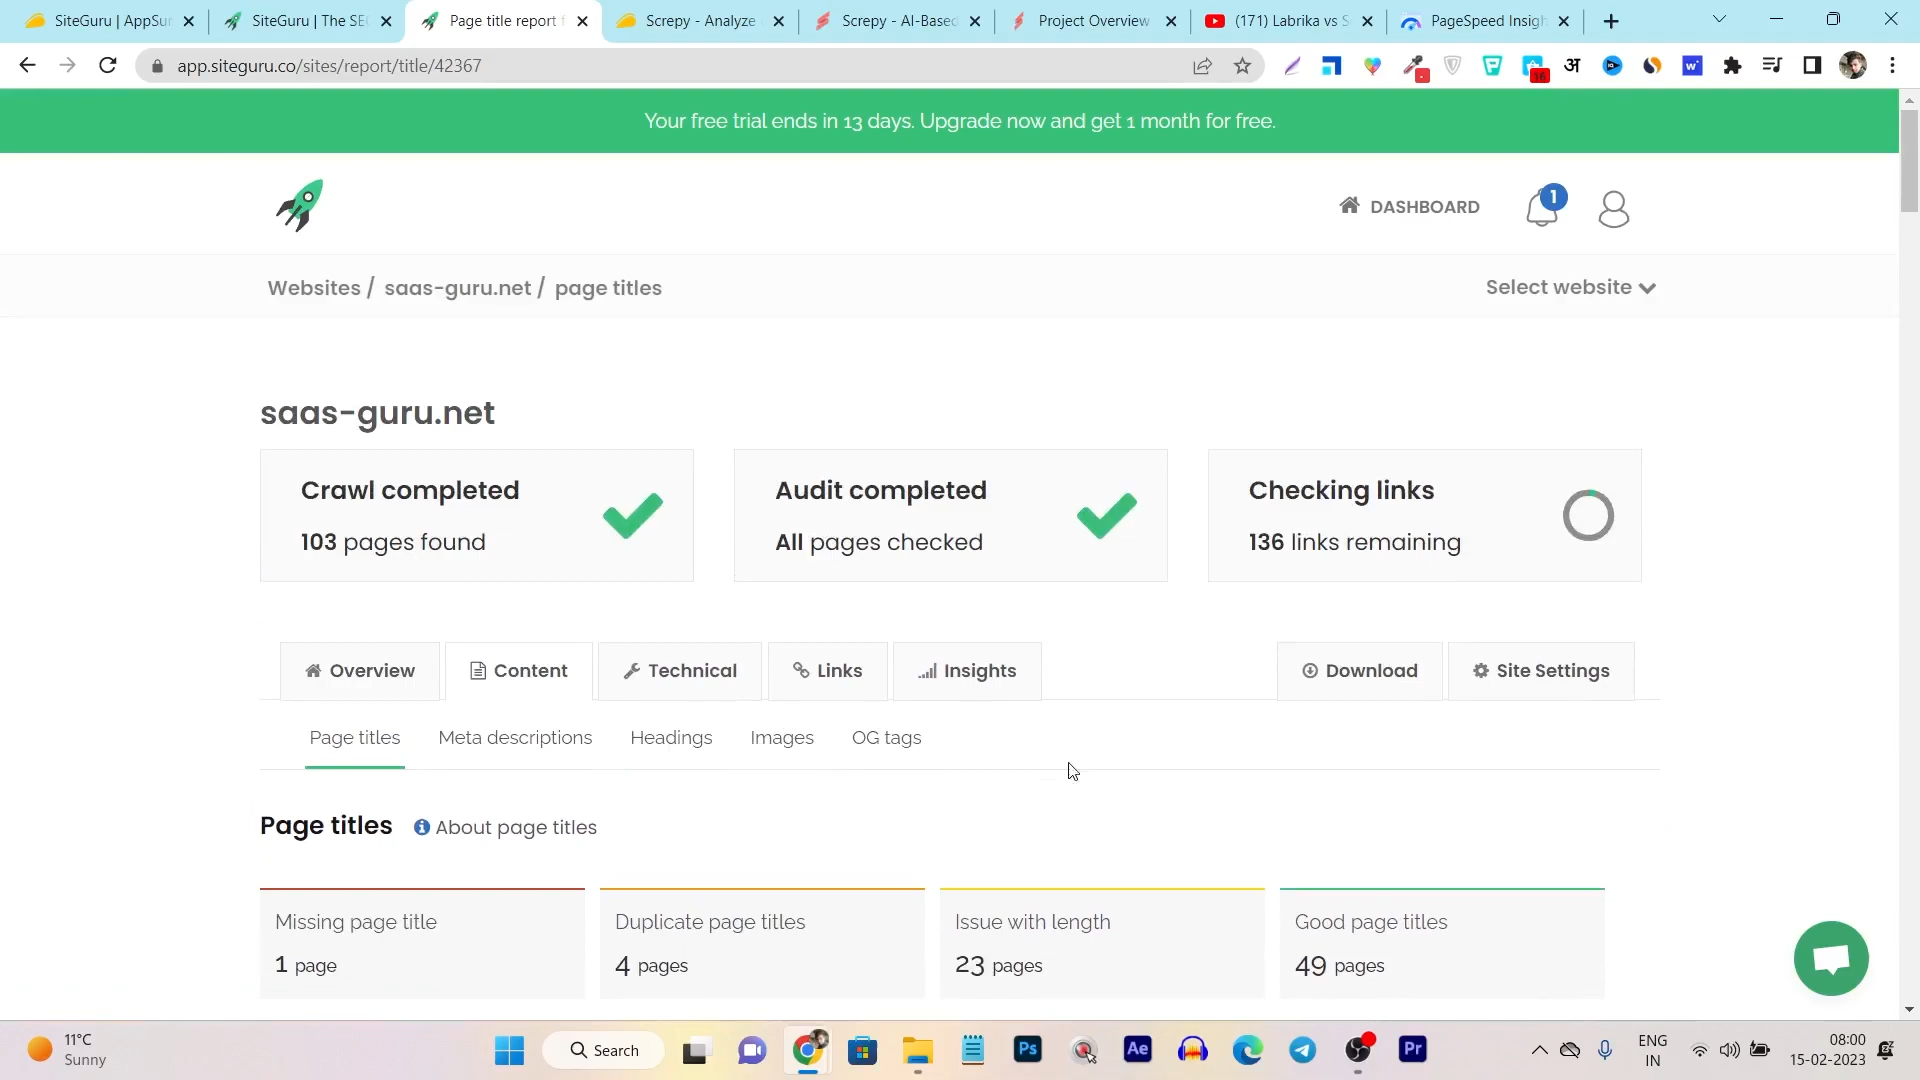 SiteGuru | AppSum
SiteGuru | The SE
Page title report f
Screpy - Analyze
Screpy - AI-Based
Project Overview
(171) Labrika vs S
PageSpeed Insigh
app.siteguru.co/sites/report/title/42367
Your free trial ends in 13 days. Upgrade now and get 1 month for free.
DASHBOARD
1
Websites / saas-guru.net / page titles
Select website
saas-guru.net
Crawl completed
103 pages found
Audit completed
All pages checked
Checking links
136 links remaining
Overview
Content
Technical
Links
Insights
Download
Site Settings
Page titles
Meta descriptions
Headings
Images
OG tags
Page titles
About page titles
Missing page title
1 page
Duplicate page titles
4 pages
Issue with length
23 pages
Good page titles
49 pages
11°C
Sunny
Search
Ps
Ae
Pr
ENG
IN
08:00
15-02-2023